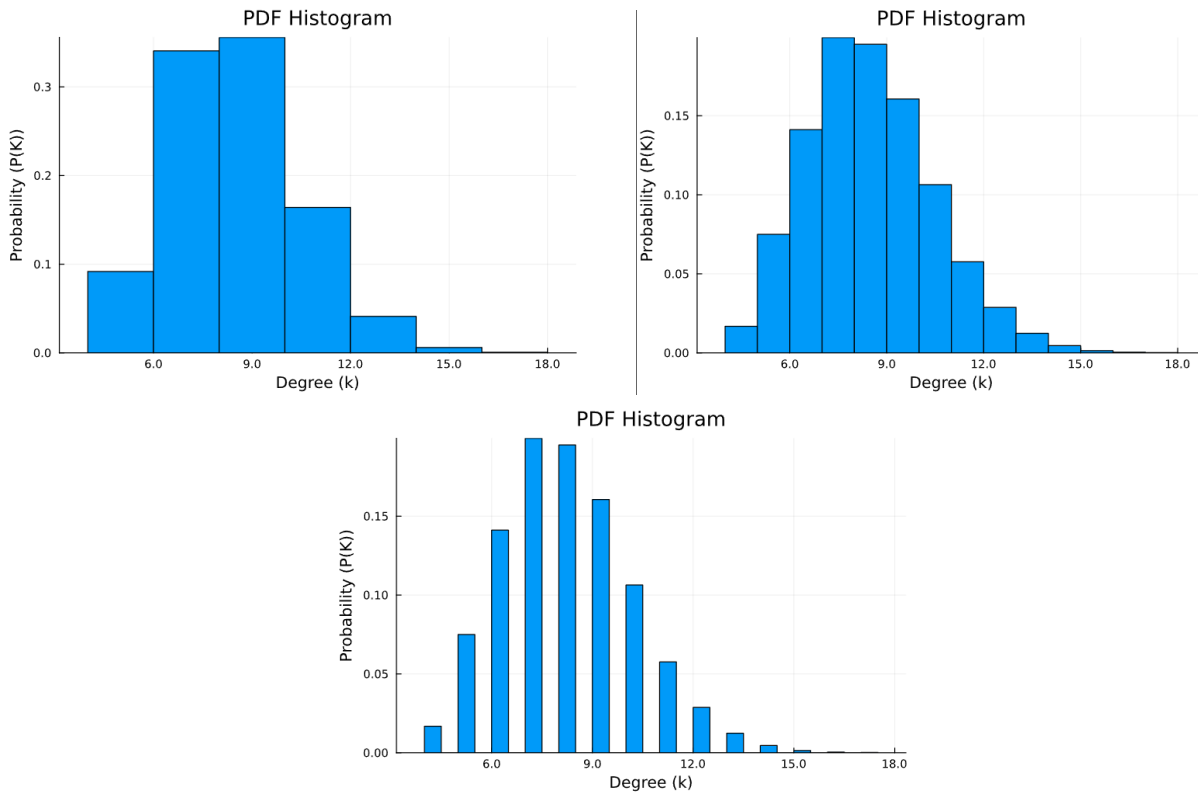 PDF Histogram
Probability (P(K))
0.3
0.2
0.1
0.0
6.0 9.0 12.0 15.0 18.0
Degree (k)
PDF Histogram
Probability (P(K))
0.15
0.10
0.05
0.00
6.0 9.0 12.0 15.0 18.0
Degree (k)
PDF Histogram
Probability (P(K))
0.15
0.10
0.05
0.00
6.0 9.0 12.0 15.0 18.0
Degree (k)